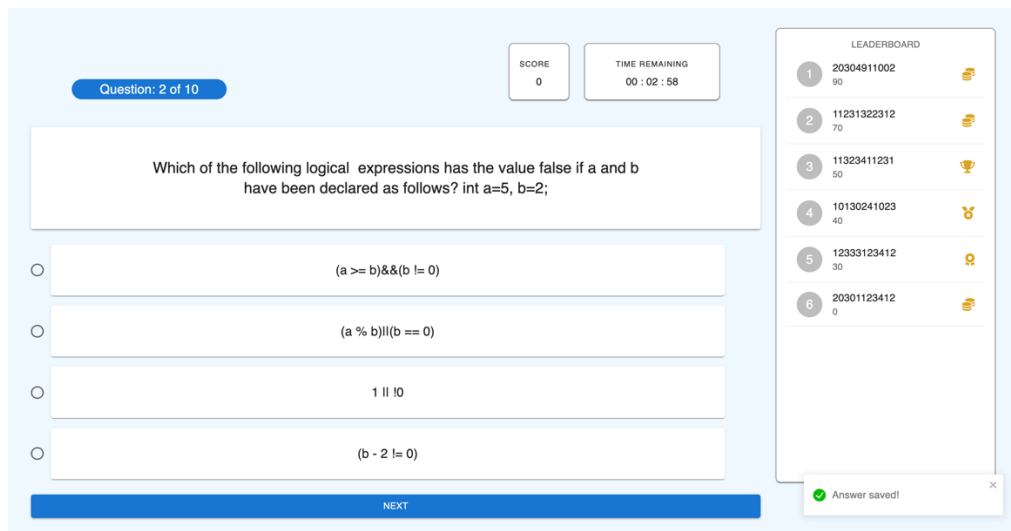 Question: 2 of 10
SCORE
0
TIME REMAINING
00 : 02 : 58
Which of the following logical  expressions has the value false if a and b
have been declared as follows? int a=5, b=2;
(a >= b)&&(b != 0)
(a % b)||(b == 0)
1 || !0
(b - 2 != 0)
NEXT
LEADERBOARD
1
20304911002
90
2
11231322312
70
3
11323411231
50
4
10130241023
40
5
12333123412
30
6
20301123412
0
Answer saved!